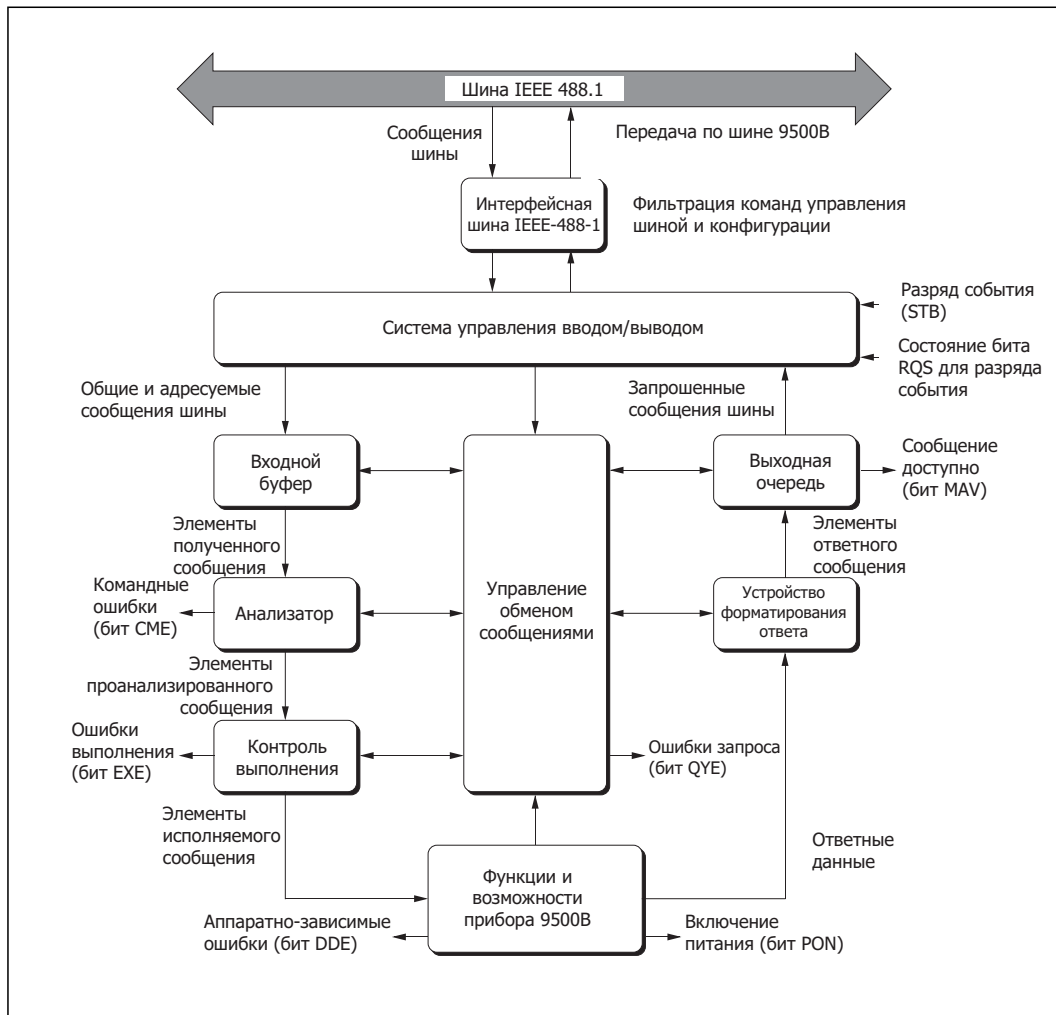 Шина IEEE 488.1
Сообщения
шины
Передача по шине 9500В
Интерфейсная
шина IEEE-488-1
Фильтрация команд управления
шиной и конфигурации
Система управления вводом/выводом
Разряд события
(STB)
Состояние бита
RQS для разряда
события
Общие и адресуемые
сообщения шины
Запрошенные
сообщения шины
Входной
буфер
Выходная
очередь
Сообщение
доступно
(бит MAV)
Элементы
полученного
сообщения
Элементы
ответного
сообщения
Командные
ошибки
(бит CME)
Анализатор
Управление
обменом
сообщениями
Устройство
форматирования
ответа
Элементы
проанализированного
сообщения
Ошибки
выполнения
(бит EXE)
Контроль
выполнения
Ошибки запроса
(бит QYE)
Элементы
исполняемого
сообщения
Ответные
данные
Функции и
возможности
прибора 9500В
Аппаратно-зависимые
ошибки (бит DDE)
Включение
питания (бит PON)